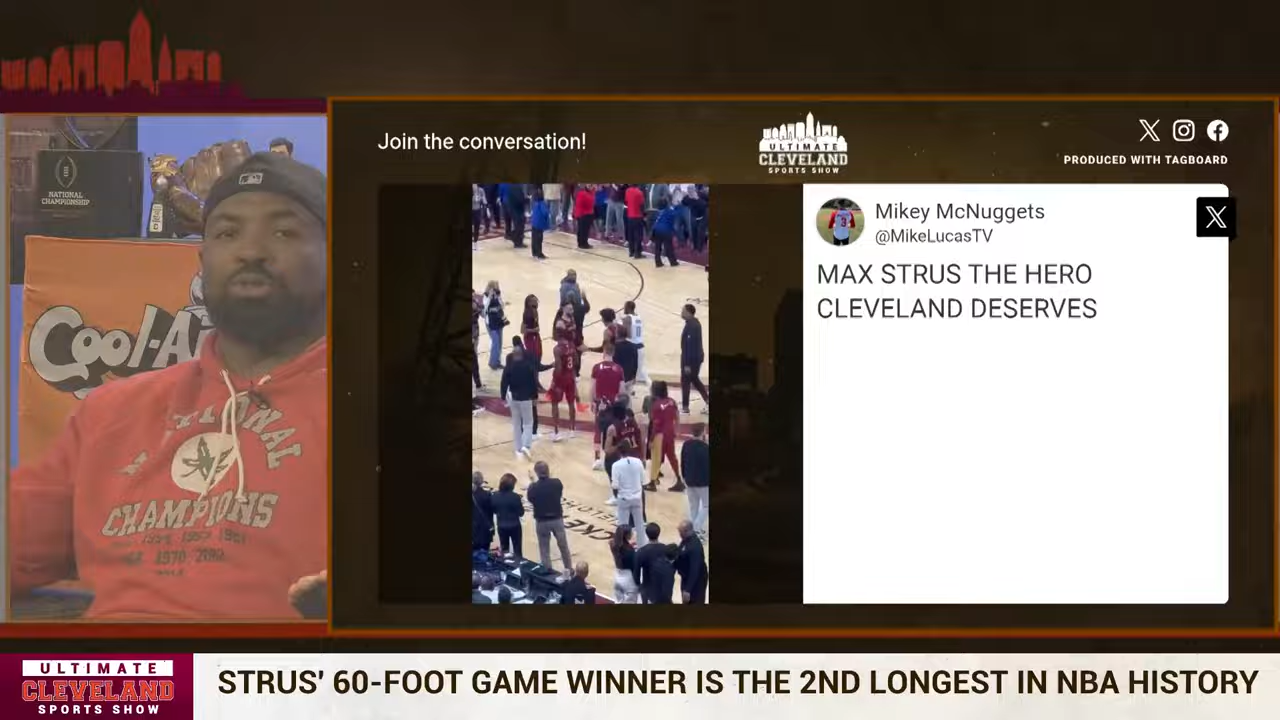 Join the conversation!
ULTIMATE
CLEVELAND
SPORTS SHOW
PRODUCED WITH TAGBOARD
NATIONAL
CHAMPIONSHIP
Cool-A
NATIONAL
CHAMPIONS
1970
Mikey McNuggets
@MikeLucasTV
MAX STRUS THE HERO
CLEVELAND DESERVES
ULTIMATE
CLEVELAND
SPORTS SHOW
STRUS' 60-FOOT GAME WINNER IS THE 2ND LONGEST IN NBA HISTORY